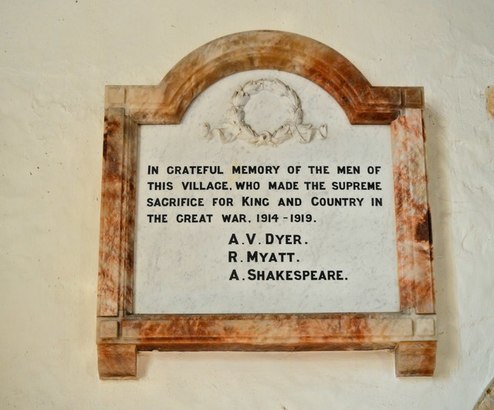 In grateful memory of the men of
this village, who made the supreme
sacrifice for King and Country in
the great war, 1914-1919.
A.V. Dyer.
R. Myatt.
A. Shakespeare.